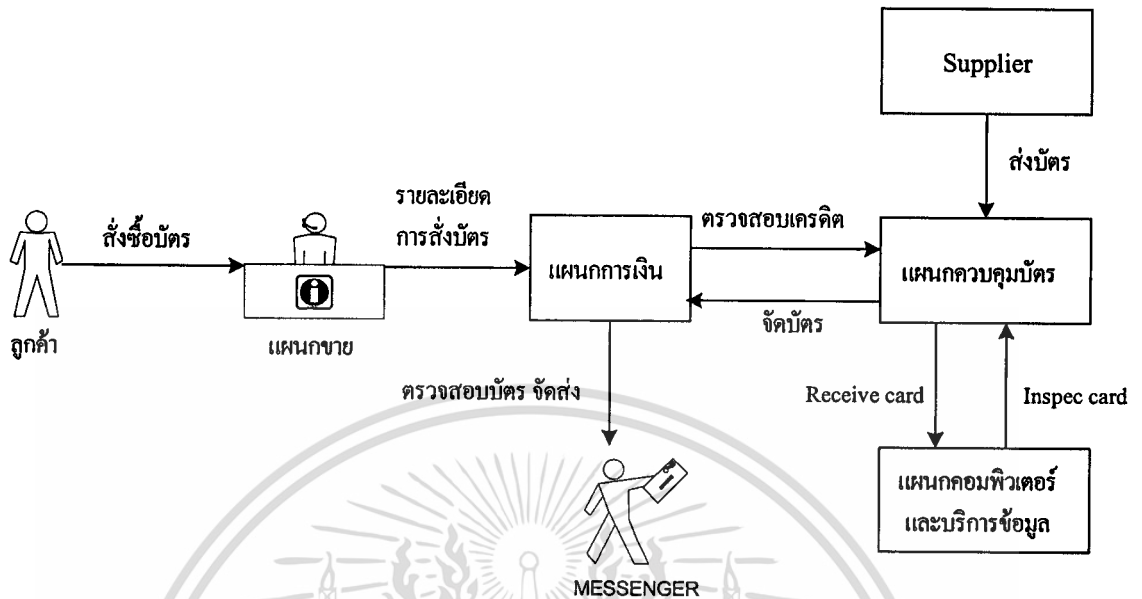 Supplier
ส่งบัตร
รายละเอียด
การสั่งบัตร
สั่งซื้อบัตร
ตรวจสอบเครดิต
แผนกการเงิน
แผนกควบคุมบัตร
จัดบัตร
ลูกค้า
แผนกขาย
ตรวจสอบบัตร จัดส่ง
Receive card
Inspec card
แผนกคอมพิวเตอร์
และบริการข้อมูล
MESSENGER